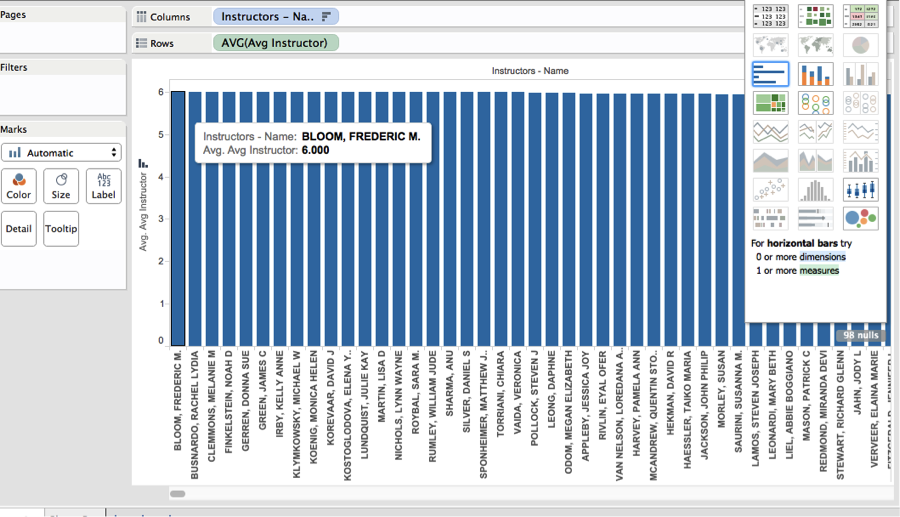 Pages
Columns
Instructors - Na..
Rows
AVG(Avg Instructor)
Filters
Marks
Automatic
Color
Size
Abc
123
Label
Detail
Tooltip
Instructors - Name
Avg. Avg Instructor
6
5
4
3
2
1
0
Instructors - Name: BLOOM, FREDERIC M.
Avg. Avg Instructor: 6.000
BLOOM, FREDERIC M.
BUSNARDO, RACHEL LYDIA
CLEMMONS, MELANIE M
FINKELSTEIN, NOAH D
GERREN, DONNA SUE
GREEN, JAMES C
IRBY, KELLY ANNE
KLYMKOWSKY, MICHAEL W
KOENIG, MONICA HELEN
KOREVAAR, DAVID J
KOSTOGLODOVA, ELENA Y..
LUNDQUIST, JULIE KAY
MARTIN, LISA D
NICHOLS, LYNN WAYNE
ROYBAL, SARA M.
RUMLEY, WILLIAM JUDE
SHARMA, ANU
SILVER, DANIEL S
SPONHEIMER, MATTHEW J..
TORRIANI, CHIARA
VAIDA, VERONICA
POLLOCK, STEVEN J
LEONG, DAPHNE
ODOM, MEGAN ELIZABETH
APPLEBY, JESSICA JOY
RIVLIN, EYAL OFER
VAN NELSON, LOREDANA A..
HARVEY, PAMELA ANN
MCANDREW, QUENTIN STO..
HEKMAN, DAVID R
HAESSLER, TAIKO MARIA
JACKSON, JOHN PHILIP
MORLEY, SUSAN
SAURINI, SUSANNA M.
LAMOS, STEVEN JOSEPH
LEONARDI, MARY BETH
LIEL, ABBIE BOGGIANO
MASON, PATRICK C
REDMOND, MIRANDA DEVI
STEWART, RICHARD GLENN
JAHN, JODY L
VERVEER, ELAINA MARIE
123 123
123 123
123 123
For horizontal bars try
0 or more dimensions
1 or more measures
98 nulls